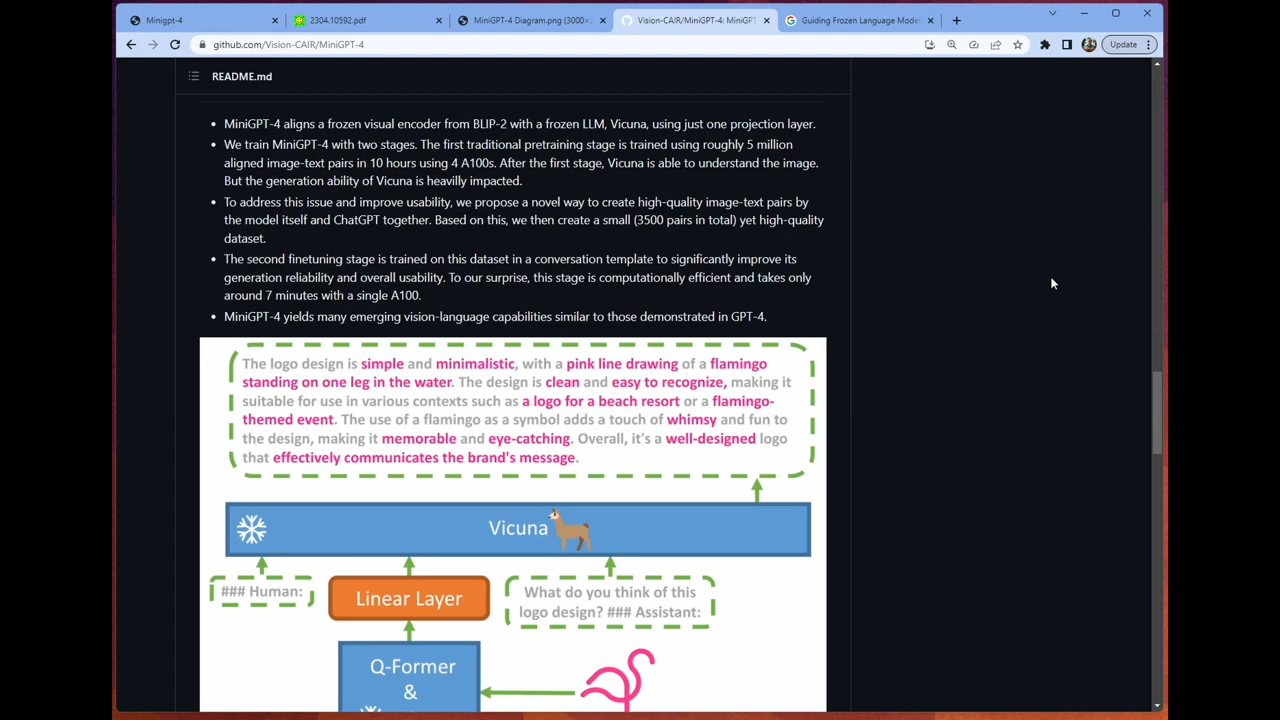 Minigpt-4
2304.10592.pdf
MiniGPT-4 Diagram.png (3000×2
Vision-CAIR/MiniGPT-4: MiniGPT
Guiding Frozen Language Model
github.com/Vision-CAIR/MiniGPT-4
Update
README.md
• MiniGPT-4 aligns a frozen visual encoder from BLIP-2 with a frozen LLM, Vicuna, using just one projection layer.
• We train MiniGPT-4 with two stages. The first traditional pretraining stage is trained using roughly 5 million
aligned image-text pairs in 10 hours using 4 A100s. After the first stage, Vicuna is able to understand the image.
But the generation ability of Vicuna is heavilly impacted.
• To address this issue and improve usability, we propose a novel way to create high-quality image-text pairs by
the model itself and ChatGPT together. Based on this, we then create a small (3500 pairs in total) yet high-quality
dataset.
• The second finetuning stage is trained on this dataset in a conversation template to significantly improve its
generation reliability and overall usability. To our surprise, this stage is computationally efficient and takes only
around 7 minutes with a single A100.
• MiniGPT-4 yields many emerging vision-language capabilities similar to those demonstrated in GPT-4.
The logo design is simple and minimalistic, with a pink line drawing of a flamingo
standing on one leg in the water. The design is clean and easy to recognize, making it
suitable for use in various contexts such as a logo for a beach resort or a flamingo-
themed event. The use of a flamingo as a symbol adds a touch of whimsy and fun to
the design, making it memorable and eye-catching. Overall, it's a well-designed logo
that effectively communicates the brand's message.
Vicuna
### Human:
Linear Layer
What do you think of this
logo design? ### Assistant:
Q-Former
&